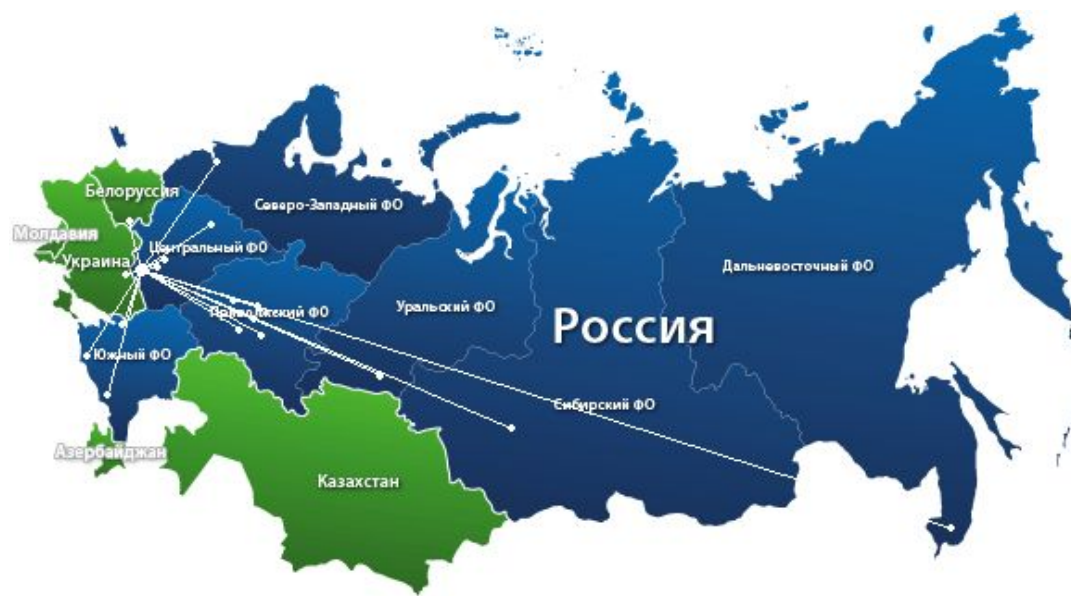 Белоруссия
Северо-Западный ФО
Молдавия
Центральный ФО
Украина
Дальневосточный ФО
Уральский ФО
Приволжский ФО
Россия
Южный ФО
Сибирский ФО
Азербайджан
Казахстан